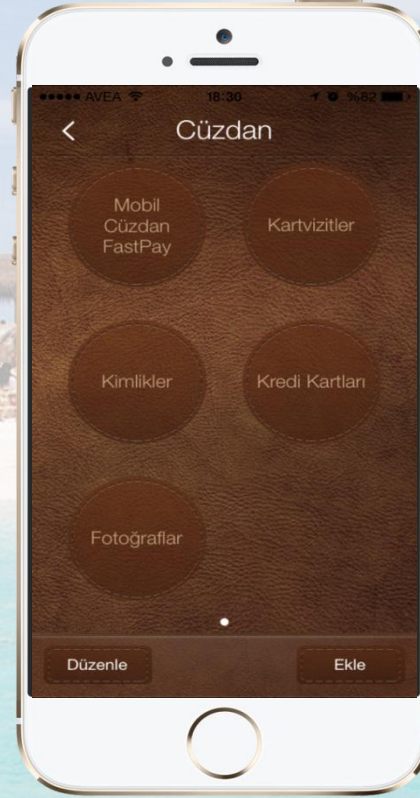 AVEA 18:30 %82
Cüzdan
Mobil
Cüzdan
FastPay
Kartvizitler
Kimlikler
Kredi Kartları
Fotoğraflar
Düzenle
Ekle